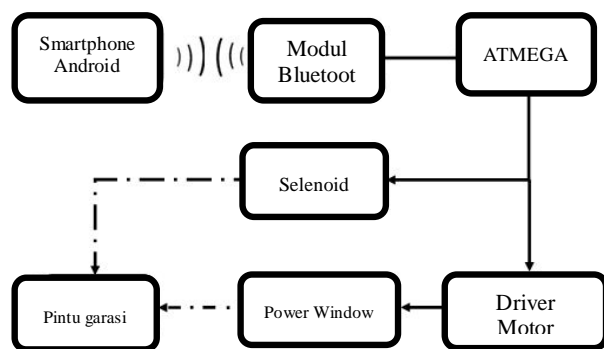 Smartphone
Android
Modul
Bluetoot
ATMEGA
Selenoid
Pintu garasi
Power Window
Driver
Motor